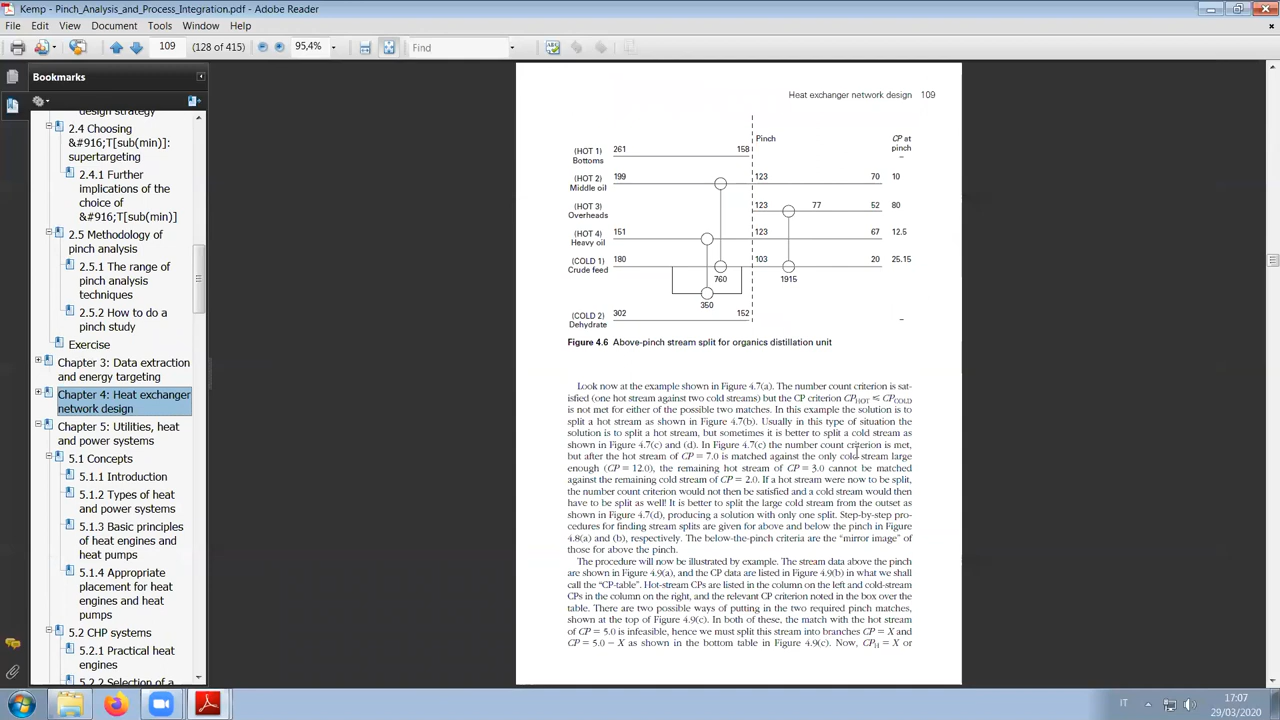 Kemp - Pinch_Analysis_and_Process_Integration.pdf - Adobe Reader
File Edit View Document Tools Window Help
109 (128 of 415) 95,4% Find
Bookmarks
design strategy
2.4 Choosing
&#916;T[sub(min)]:
supertargeting
2.4.1 Further
implications of the
choice of
&#916;T[sub(min)]
2.5 Methodology of
pinch analysis
2.5.1 The range of
pinch analysis
techniques
2.5.2 How to do a
pinch study
Exercise
Chapter 3: Data extraction
and energy targeting
Chapter 4: Heat exchanger
network design
Chapter 5: Utilities, heat
and power systems
5.1 Concepts
5.1.1 Introduction
5.1.2 Types of heat
and power systems
5.1.3 Basic principles
of heat engines and
heat pumps
5.1.4 Appropriate
placement for heat
engines and heat
pumps
5.2 CHP systems
5.2.1 Practical heat
engines
5.2.2 Selection of a
Heat exchanger network design 109
Pinch
CP at
pinch
(HOT 1) 261 158 –
Bottoms
(HOT 2) 199 123 70 10
Middle oil
(HOT 3) 123 77 52 80
Overheads
(HOT 4) 151 123 67 12.5
Heavy oil
(COLD 1) 180 103 20 25.15
Crude feed
760 1915
350
(COLD 2) 302 152 –
Dehydrate
Figure 4.6 Above-pinch stream split for organics distillation unit
Look now at the example shown in Figure 4.7(a). The number count criterion is sat-
isfied (one hot stream against two cold streams) but the CP criterion CPHOT ≤ CPCOLD
is not met for either of the possible two matches. In this example the solution is to
split a hot stream as shown in Figure 4.7(b). Usually in this type of situation the
solution is to split a hot stream, but sometimes it is better to split a cold stream as
shown in Figure 4.7(c) and (d). In Figure 4.7(c) the number count criterion is met,
but after the hot stream of CP = 7.0 is matched against the only cold stream large
enough (CP = 12.0), the remaining hot stream of CP = 3.0 cannot be matched
against the remaining cold stream of CP = 2.0. If a hot stream were now to be split,
the number count criterion would not then be satisfied and a cold stream would then
have to be split as well! It is better to split the large cold stream from the outset as
shown in Figure 4.7(d), producing a solution with only one split. Step-by-step pro-
cedures for finding stream splits are given for above and below the pinch in Figure
4.8(a) and (b), respectively. The below-the-pinch criteria are the “mirror image” of
those for above the pinch.
The procedure will now be illustrated by example. The stream data above the pinch
are shown in Figure 4.9(a), and the CP data are listed in Figure 4.9(b) in what we shall
call the “CP-table”. Hot-stream CPs are listed in the column on the left and cold-stream
CPs in the column on the right, and the relevant CP criterion noted in the box over the
table. There are two possible ways of putting in the two required pinch matches,
shown at the top of Figure 4.9(c). In both of these, the match with the hot stream
of CP = 5.0 is infeasible, hence we must split this stream into branches CP = X and
CP = 5.0 – X as shown in the bottom table in Figure 4.9(c). Now, CPH = X or
IT 17:07
29/03/2020